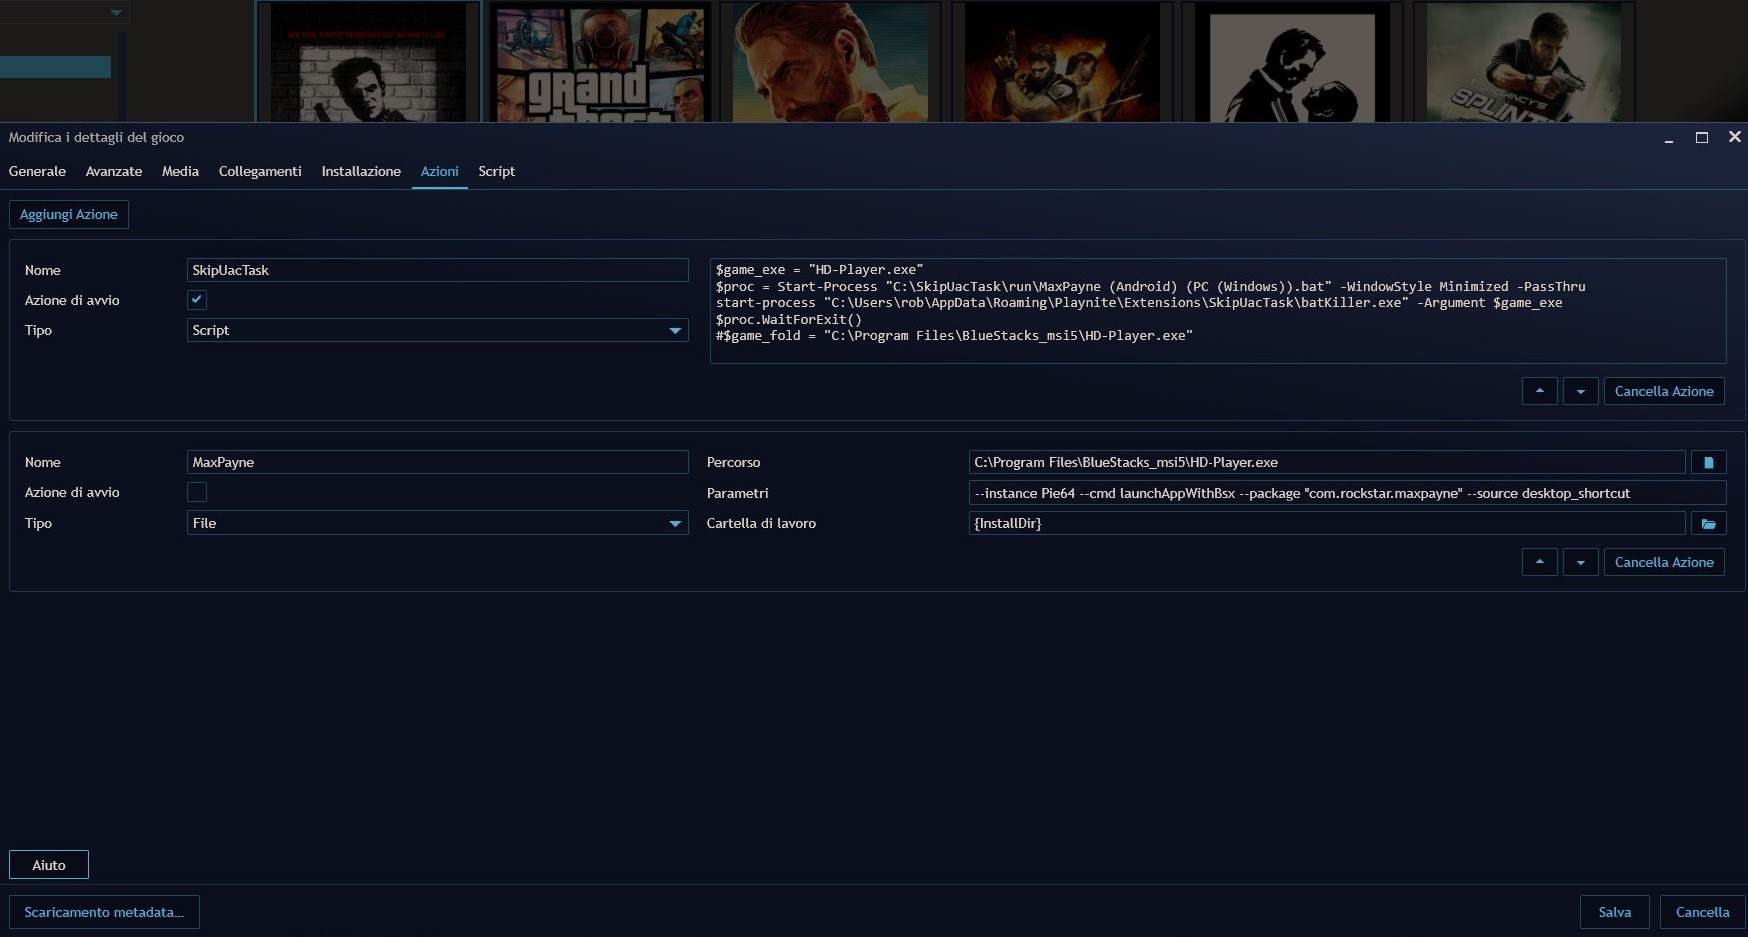 grand
theft
SPLINTER
Modifica i dettagli del gioco
Generale Avanzate Media Collegamenti Installazione Azioni Script
Aggiungi Azione
Nome SkipUacTask
Azione di avvio
Tipo Script
$game_exe = "HD-Player.exe"
$proc = Start-Process "C:\SkipUacTask\run\MaxPayne (Android) (PC (Windows)).bat" -WindowStyle Minimized -PassThru
start-process "C:\Users\rob\AppData\Roaming\Playnite\Extensions\SkipUacTask\batKiller.exe" -Argument $game_exe
$proc.WaitForExit()
#$game_fold = "C:\Program Files\BlueStacks_msi5\HD-Player.exe"
Cancella Azione
Nome MaxPayne
Azione di avvio
Tipo File
Percorso C:\Program Files\BlueStacks_msi5\HD-Player.exe
Parametri --instance Pie64 --cmd launchAppWithBsx --package "com.rockstar.maxpayne" --source desktop_shortcut
Cartella di lavoro {InstallDir}
Cancella Azione
Aiuto
Scaricamento metadata...
Salva Cancella